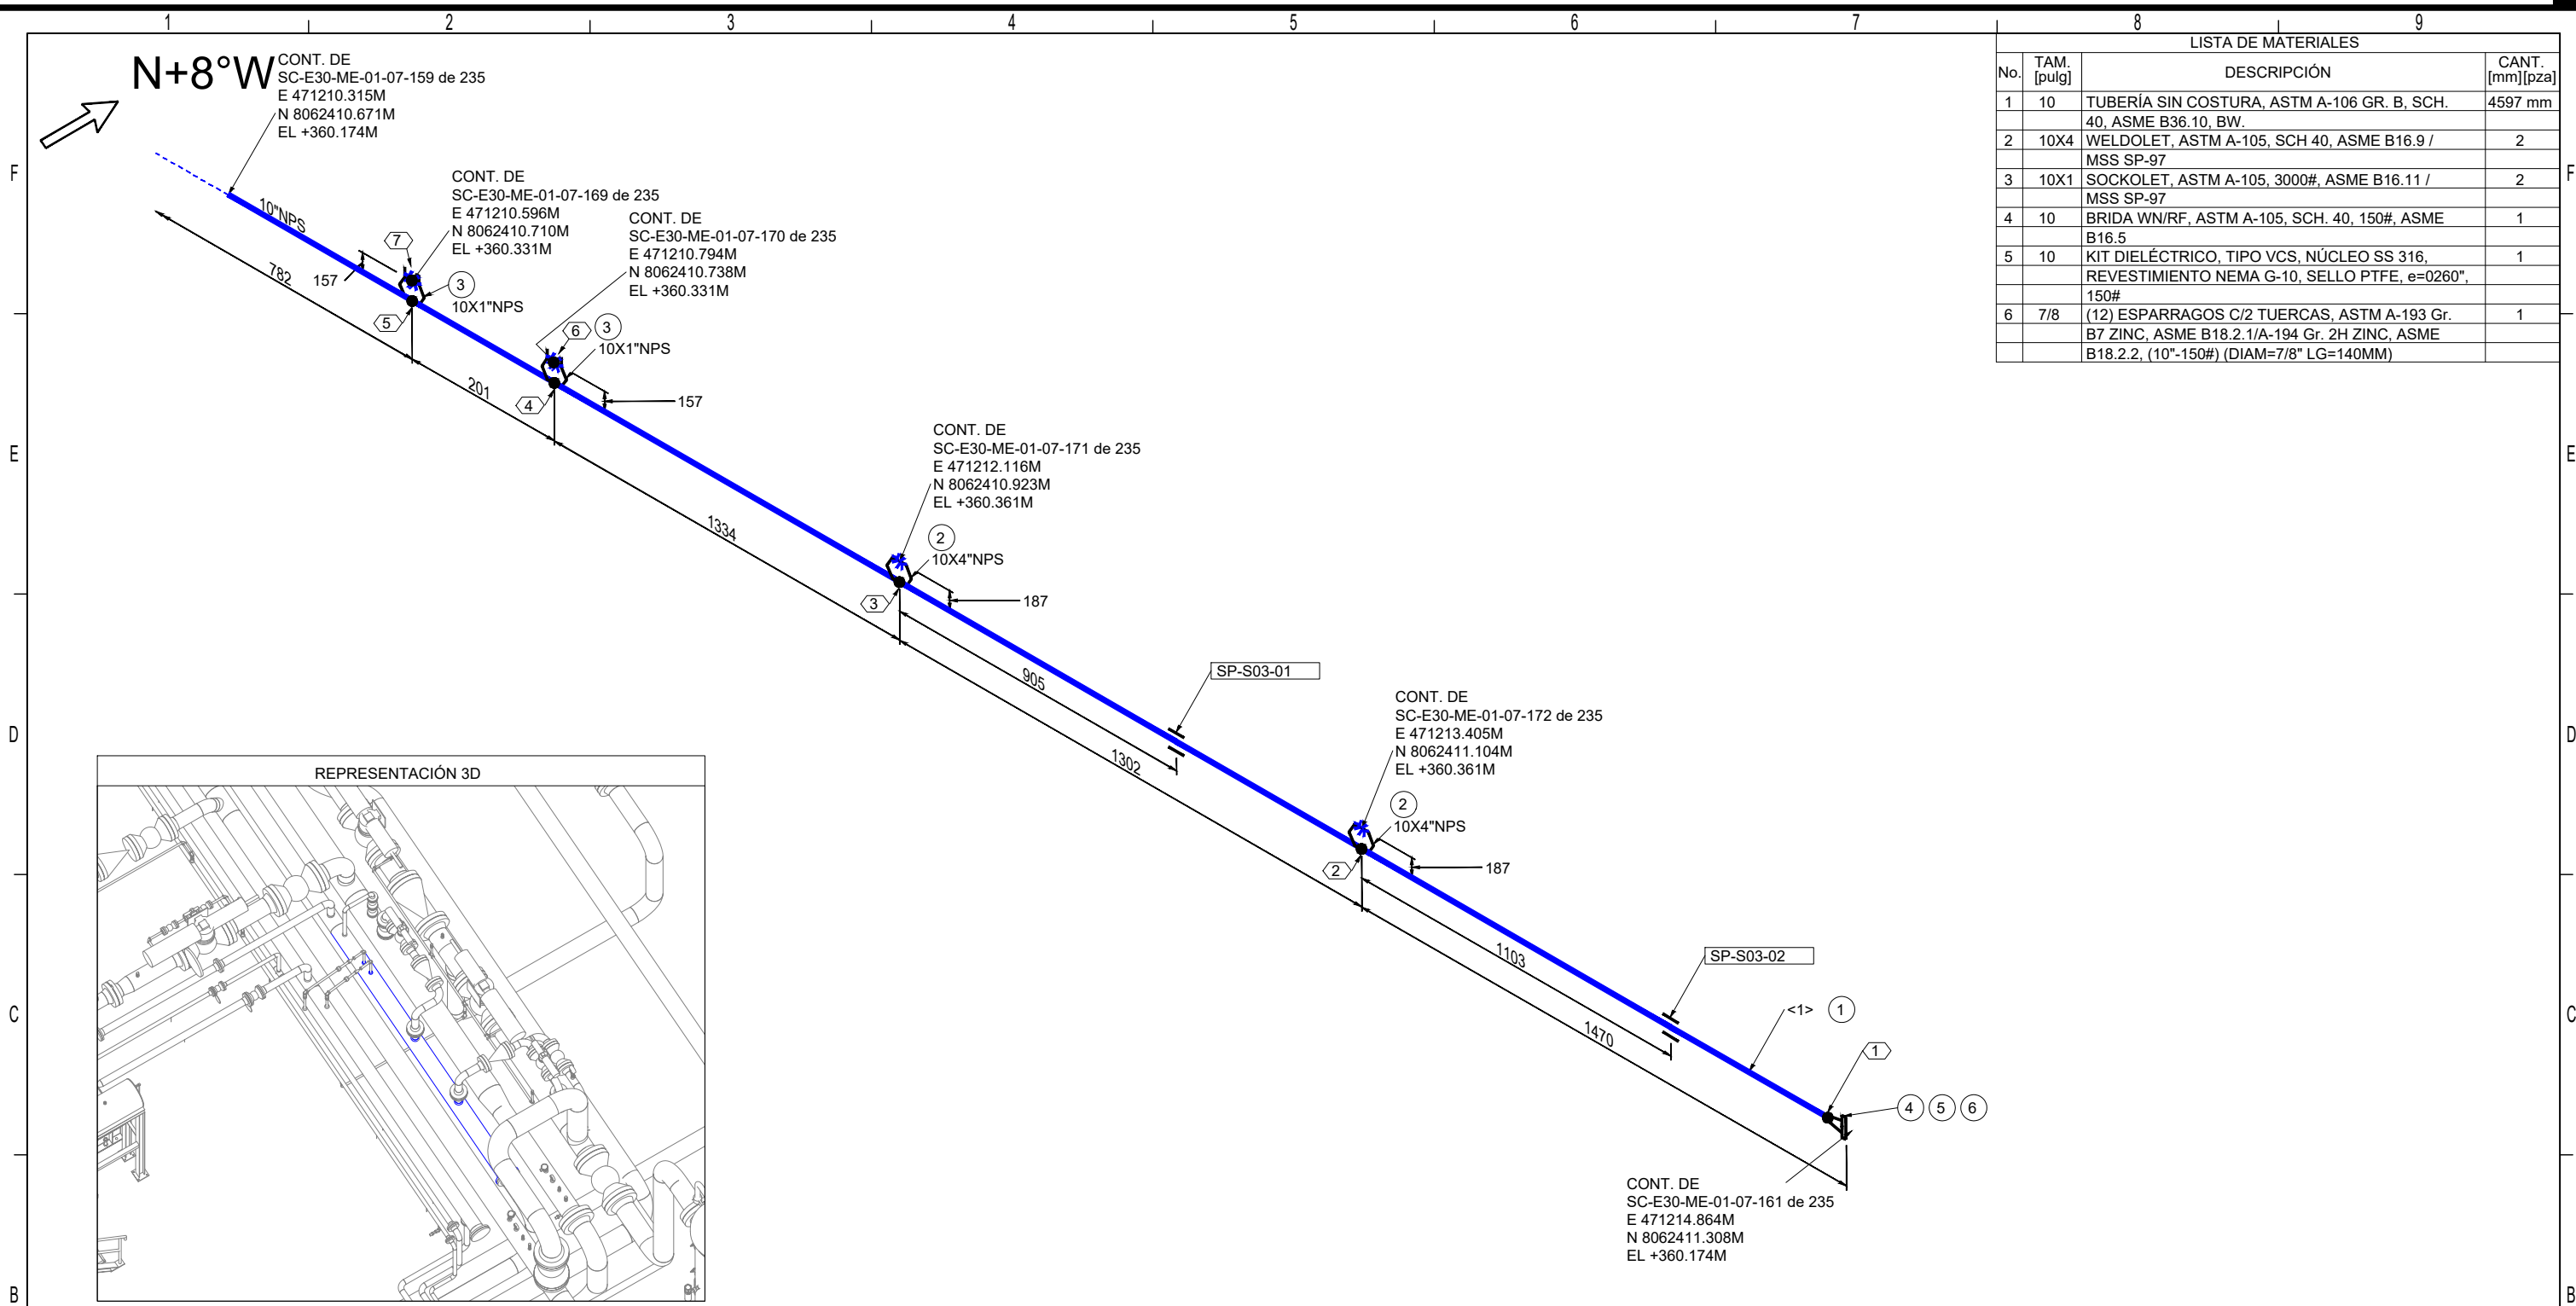 1 2 3 4 5 6 7 8 9
N+8°W
CONT. DE
SC-E30-ME-01-07-159 de 235
E 471210.315M
N 8062410.671M
EL +360.174M
LISTA DE MATERIALES
No. TAM. [pulg] DESCRIPCIÓN CANT. [mm][pza]
1 10 TUBERÍA SIN COSTURA, ASTM A-106 GR. B, SCH. 4597 mm
40, ASME B36.10, BW.
2 10X4 WELDOLET, ASTM A-105, SCH 40, ASME B16.9 / 2
MSS SP-97
3 10X1 SOCKOLET, ASTM A-105, 3000#, ASME B16.11 / 2
MSS SP-97
4 10 BRIDA WN/RF, ASTM A-105, SCH. 40, 150#, ASME 1
B16.5
5 10 KIT DIELÉCTRICO, TIPO VCS, NÚCLEO SS 316, 1
REVESTIMIENTO NEMA G-10, SELLO PTFE, e=0260",
150#
6 7/8 (12) ESPARRAGOS C/2 TUERCAS, ASTM A-193 Gr. 1
B7 ZINC, ASME B18.2.1/A-194 Gr. 2H ZINC, ASME
B18.2.2, (10"-150#) (DIAM=7/8" LG=140MM)
F F
CONT. DE
SC-E30-ME-01-07-169 de 235
E 471210.596M
N 8062410.710M
EL +360.331M
CONT. DE
SC-E30-ME-01-07-170 de 235
E 471210.794M
N 8062410.738M
EL +360.331M
10"NPS
782
157
7
3
10X1"NPS
5
6 3
10X1"NPS
201
4
157
E E
CONT. DE
SC-E30-ME-01-07-171 de 235
E 471212.116M
N 8062410.923M
EL +360.361M
1334
2
10X4"NPS
3
187
905
SP-S03-01
1302
D D
CONT. DE
SC-E30-ME-01-07-172 de 235
E 471213.405M
N 8062411.104M
EL +360.361M
REPRESENTACIÓN 3D
2
10X4"NPS
2
187
1103
SP-S03-02
1470
C C
<1> 1
1
4 5 6
CONT. DE
SC-E30-ME-01-07-161 de 235
E 471214.864M
N 8062411.308M
EL +360.174M
B B